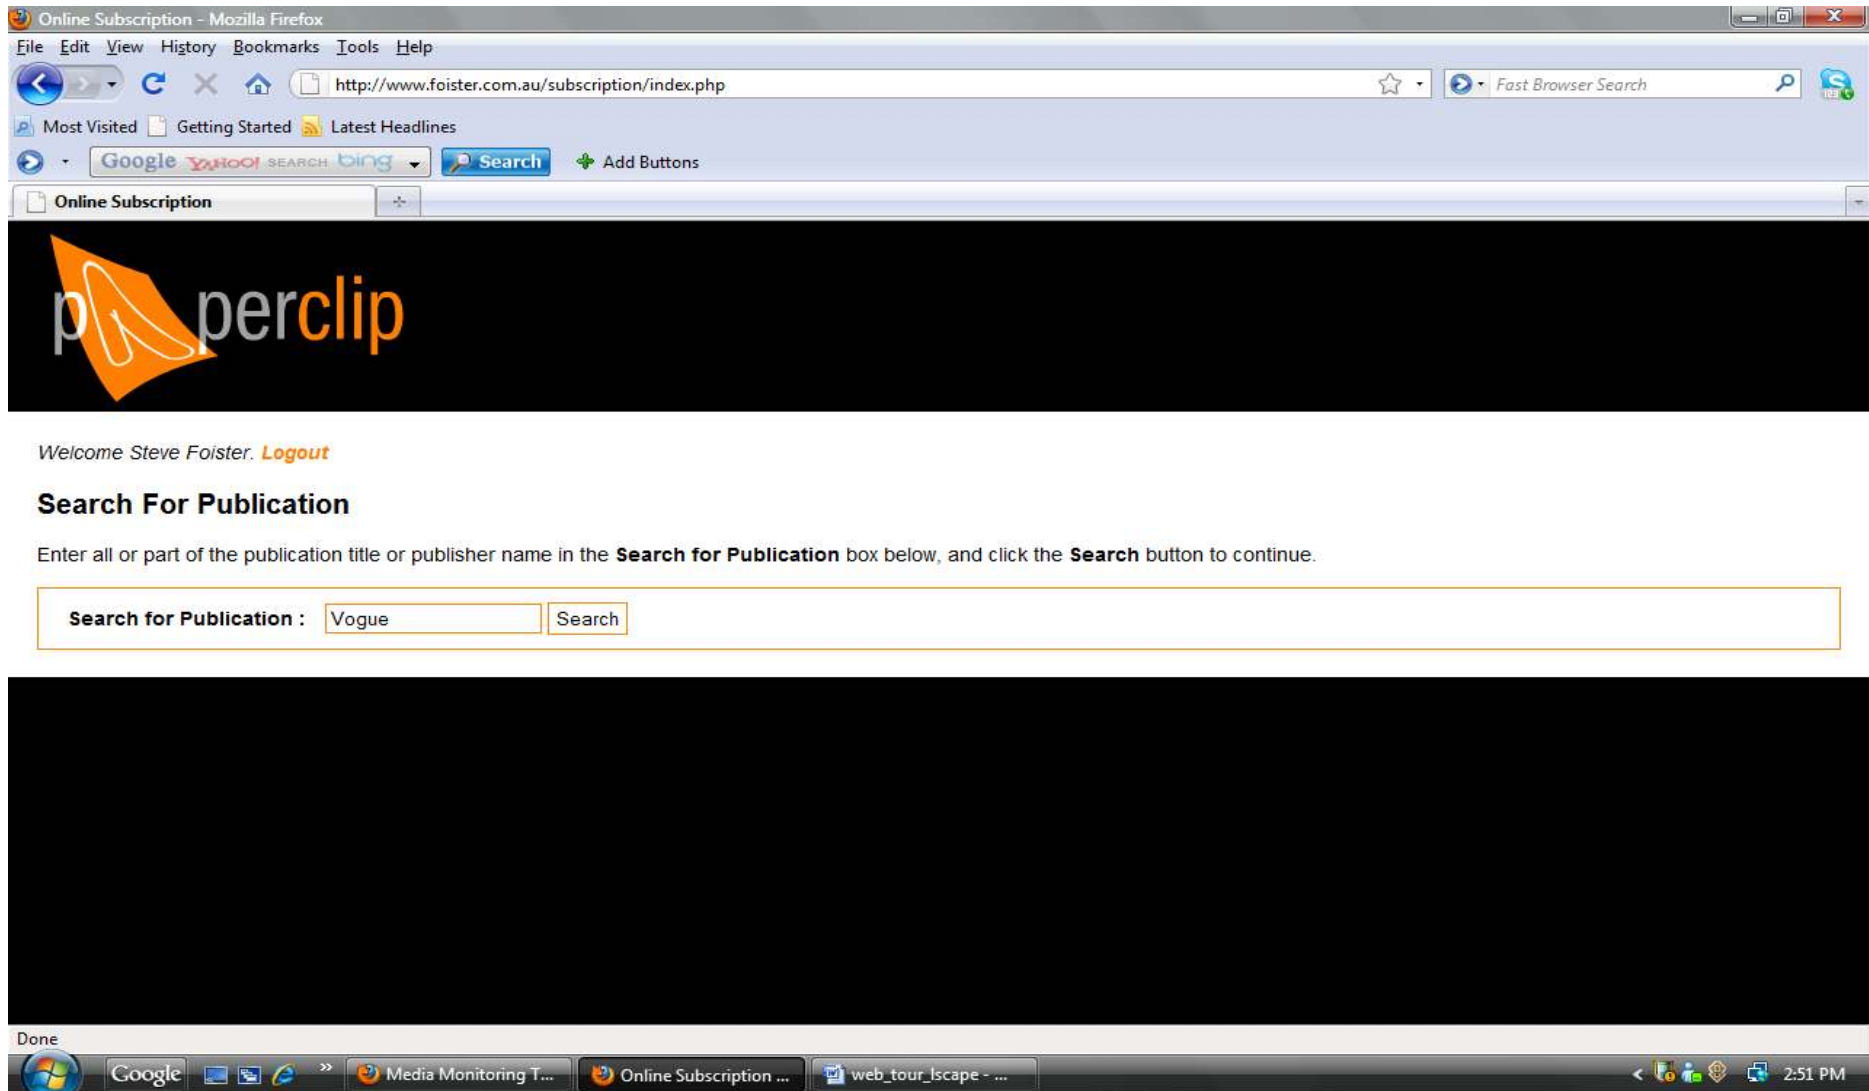 Online Subscription - Mozilla Firefox
File Edit View History Bookmarks Tools Help
http://www.foister.com.au/subscription/index.php Fast Browser Search
Most Visited Getting Started Latest Headlines
Google YAHOO! SEARCH bing Search Add Buttons
Online Subscription
paperclip
Welcome Steve Foister. Logout
Search For Publication
Enter all or part of the publication title or publisher name in the Search for Publication box below, and click the Search button to continue.
Search for Publication : Vogue Search
Done
Google » Media Monitoring T... Online Subscription ... web_tour_lscape - ... < 2:51 PM